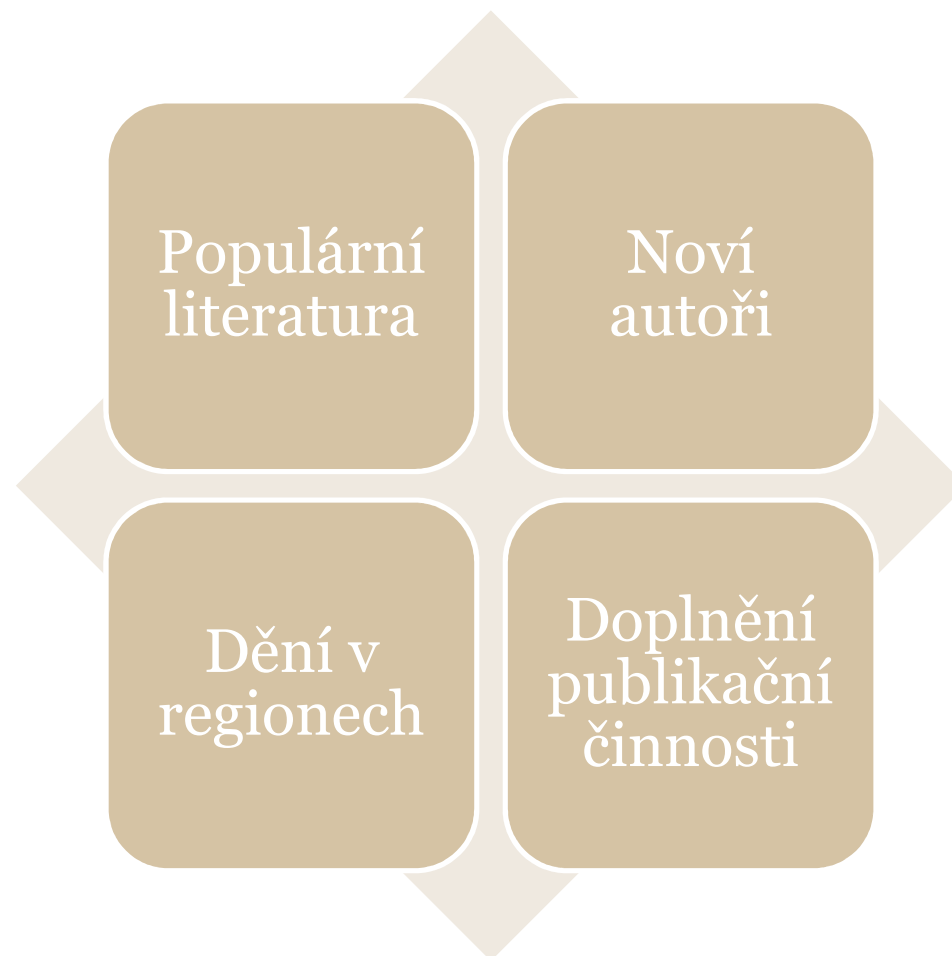 Populární
literatura
Noví
autoři
Dění v
regionech
Doplnění
publikační
činnosti